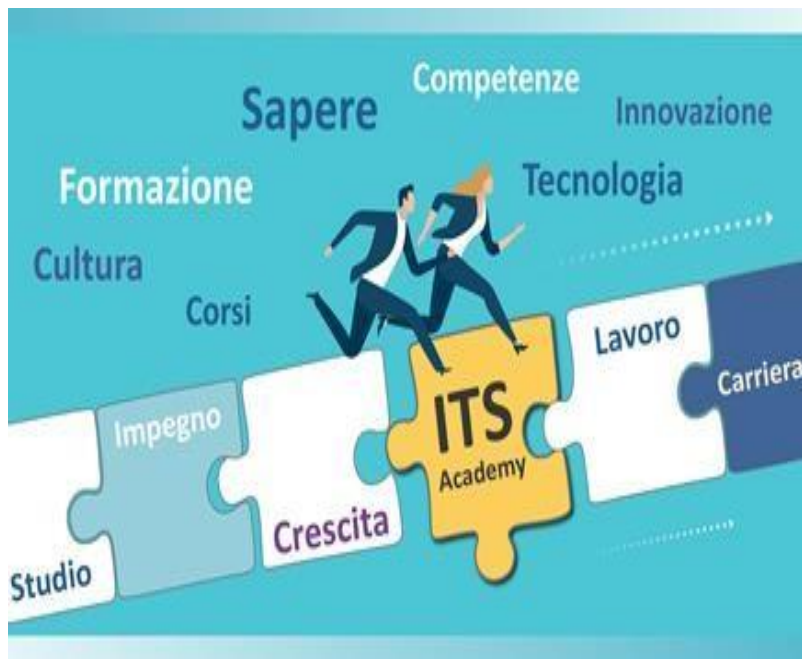 Competenze
Sapere
Innovazione
Formazione
Tecnologia
Cultura
Corsi
Studio
Impegno
Crescita
ITS
Academy
Lavoro
Carriera